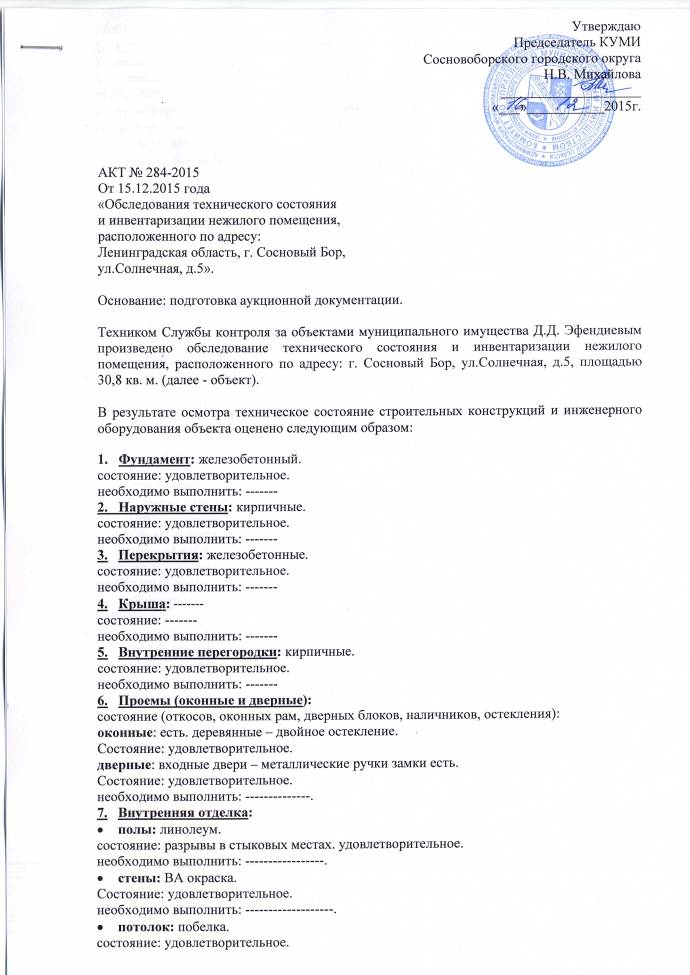 Утверждаю
Председатель КУМИ
Сосновоборского городского округа
Н.В. Михайлова
« 16 » 12 2015г.
АКТ № 284-2015
От 15.12.2015 года
«Обследования технического состояния
и инвентаризации нежилого помещения,
расположенного по адресу:
Ленинградская область, г. Сосновый Бор,
ул.Солнечная, д.5».
Основание: подготовка аукционной документации.
Техником Службы контроля за объектами муниципального имущества Д.Д. Эфендиевым
произведено обследование технического состояния и инвентаризации нежилого
помещения, расположенного по адресу: г. Сосновый Бор, ул.Солнечная, д.5, площадью
30,8 кв. м. (далее - объект).
В результате осмотра техническое состояние строительных конструкций и инженерного
оборудования объекта оценено следующим образом:
1. Фундамент: железобетонный.
состояние: удовлетворительное.
необходимо выполнить: -------
2. Наружные стены: кирпичные.
состояние: удовлетворительное.
необходимо выполнить: -------
3. Перекрытия: железобетонные.
состояние: удовлетворительное.
необходимо выполнить: -------
4. Крыша: -------
состояние: -------
необходимо выполнить: -------
5. Внутренние перегородки: кирпичные.
состояние: удовлетворительное.
необходимо выполнить: -------
6. Проемы (оконные и дверные):
состояние (откосов, оконных рам, дверных блоков, наличников, остекления):
оконные: есть. деревянные – двойное остекление.
Состояние: удовлетворительное.
дверные: входные двери – металлические ручки замки есть.
Состояние: удовлетворительное.
необходимо выполнить: --------------.
7. Внутренняя отделка:
• полы: линолеум.
состояние: разрывы в стыковых местах. удовлетворительное.
необходимо выполнить: -----------------.
• стены: ВА окраска.
Состояние: удовлетворительное.
необходимо выполнить: -------------------.
• потолок: побелка.
состояние: удовлетворительное.